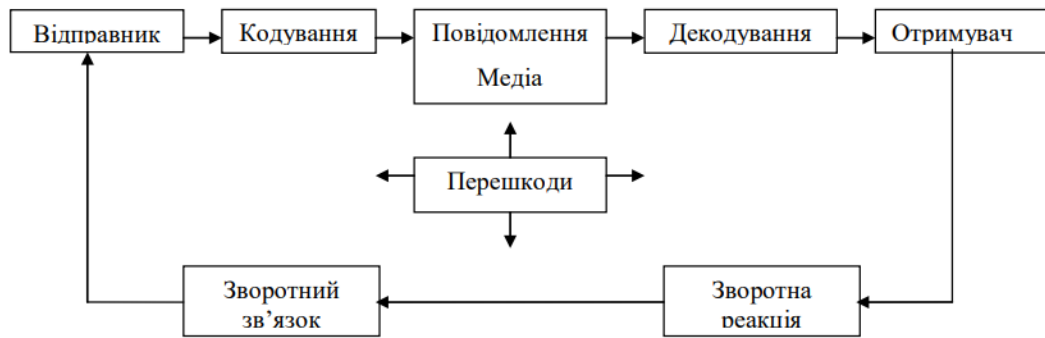 Відправник
Кодування
Повідомлення
Медіа
Декодування
Отримувач
Перешкоди
Зворотний
зв’язок
Зворотна
реакція